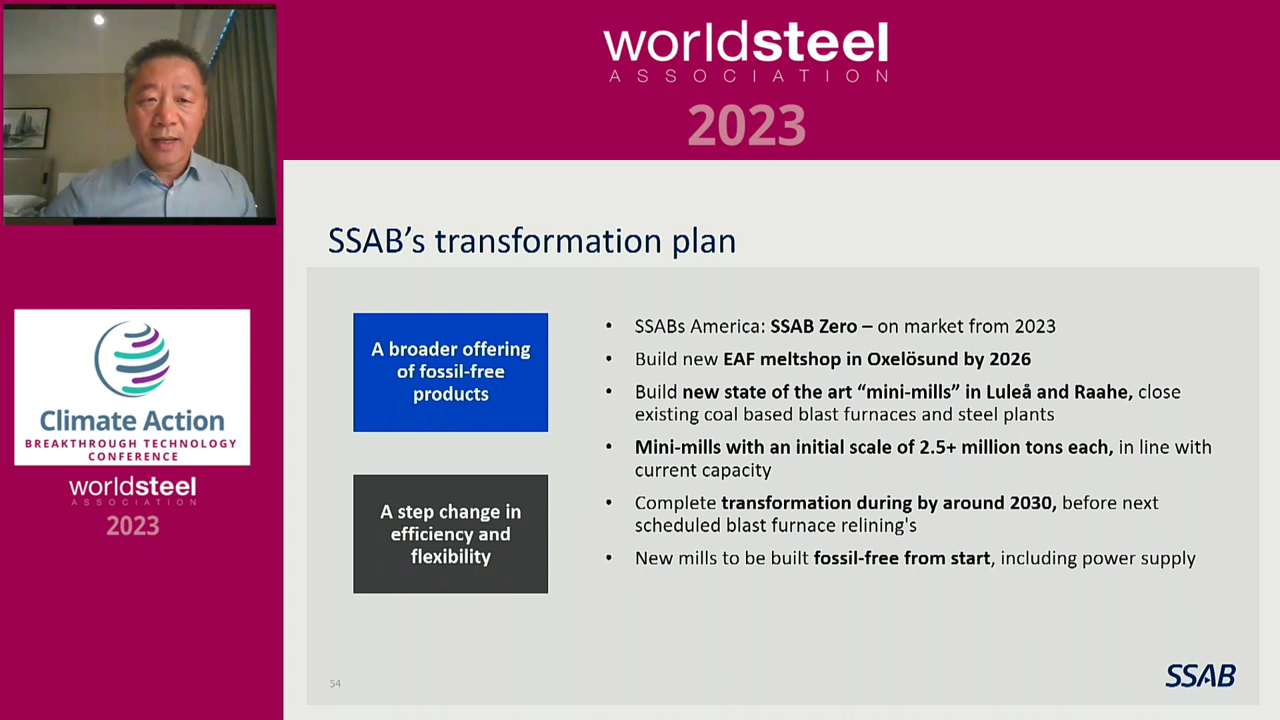 worldsteel
ASSOCIATION
2023
Climate Action
BREAKTHROUGH TECHNOLOGY
CONFERENCE
worldsteel
ASSOCIATION
2023
SSAB’s transformation plan
A broader offering
of fossil-free
products
A step change in
efficiency and
flexibility
• SSABs America: SSAB Zero – on market from 2023
• Build new EAF meltshop in Oxelösund by 2026
• Build new state of the art “mini-mills” in Luleå and Raahe, close
existing coal based blast furnaces and steel plants
• Mini-mills with an initial scale of 2.5+ million tons each, in line with
current capacity
• Complete transformation during by around 2030, before next
scheduled blast furnace relining's
• New mills to be built fossil-free from start, including power supply
54
SSAB